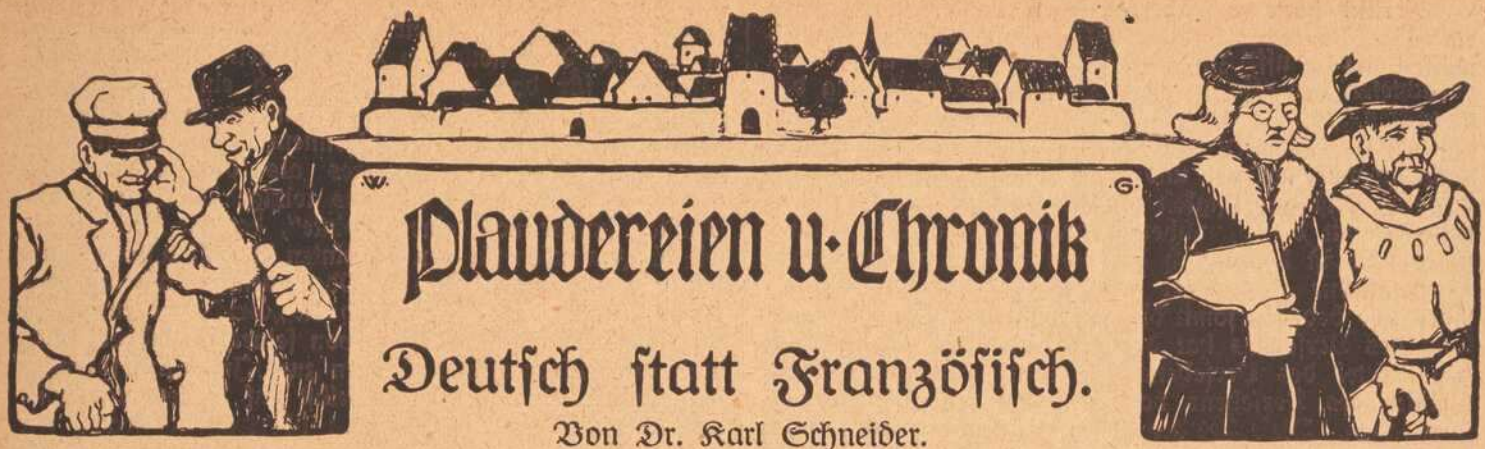 W.
G.
Plaudereien u. Chronik
Deutsch statt Französisch.
Von Dr. Karl Schneider.